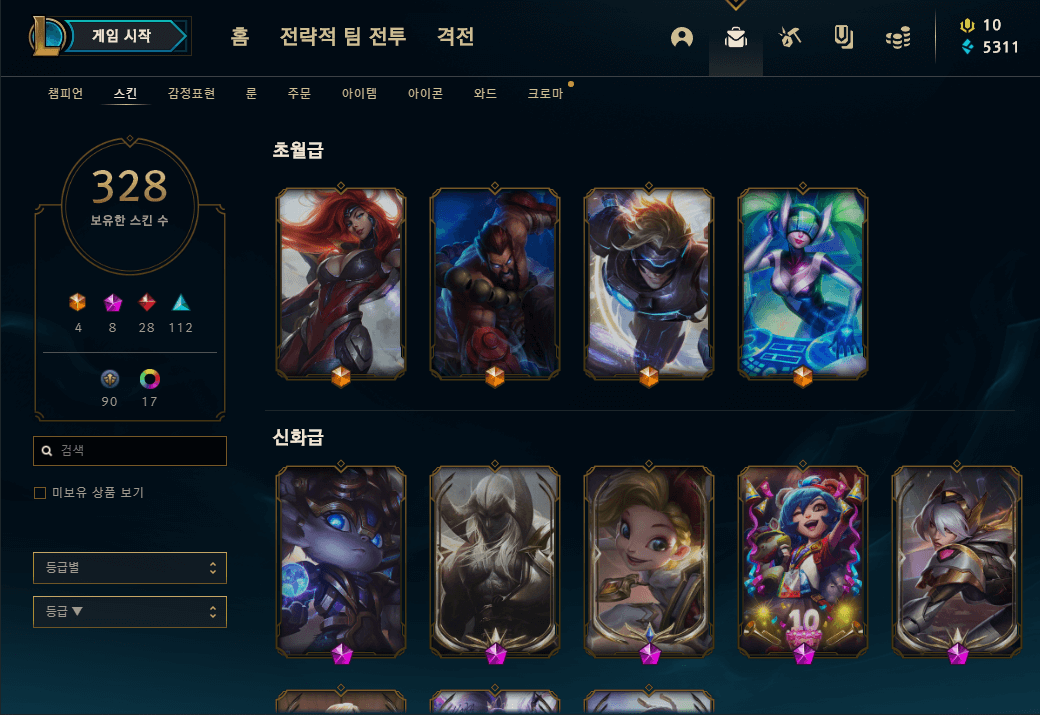 게임 시작
홈 전략적 팀 전투 격전
10
5311
챔피언 스킨 감정표현 룬 주문 아이템 아이콘 와드 크로마
328
보유한 스킨 수
4 8 28 112
90 17
검색
미보유 상품 보기
등급별
등급 ▼
초월급
신화급
10